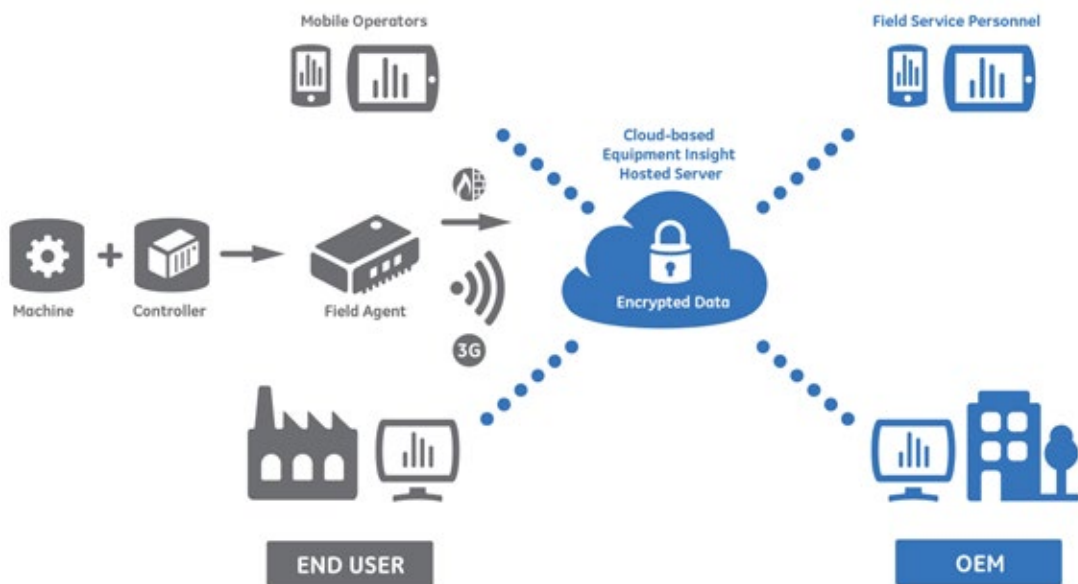 Mobile Operators
Field Service Personnel
Cloud-based
Equipment Insight
Hosted Server
Machine
Controller
Field Agent
3G
Encrypted Data
END USER
OEM